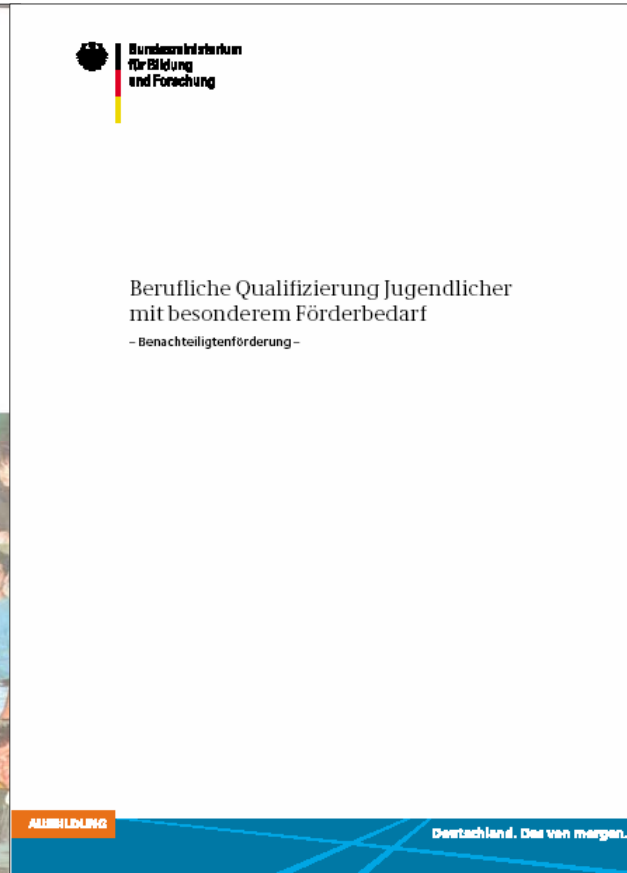 Bundesministerium
für Bildung
und Forschung
Berufliche Qualifizierung Jugendlicher
mit besonderem Förderbedarf
– Benachteiligtenförderung –
AUSBILDUNG
Deutschland. Das von morgen.